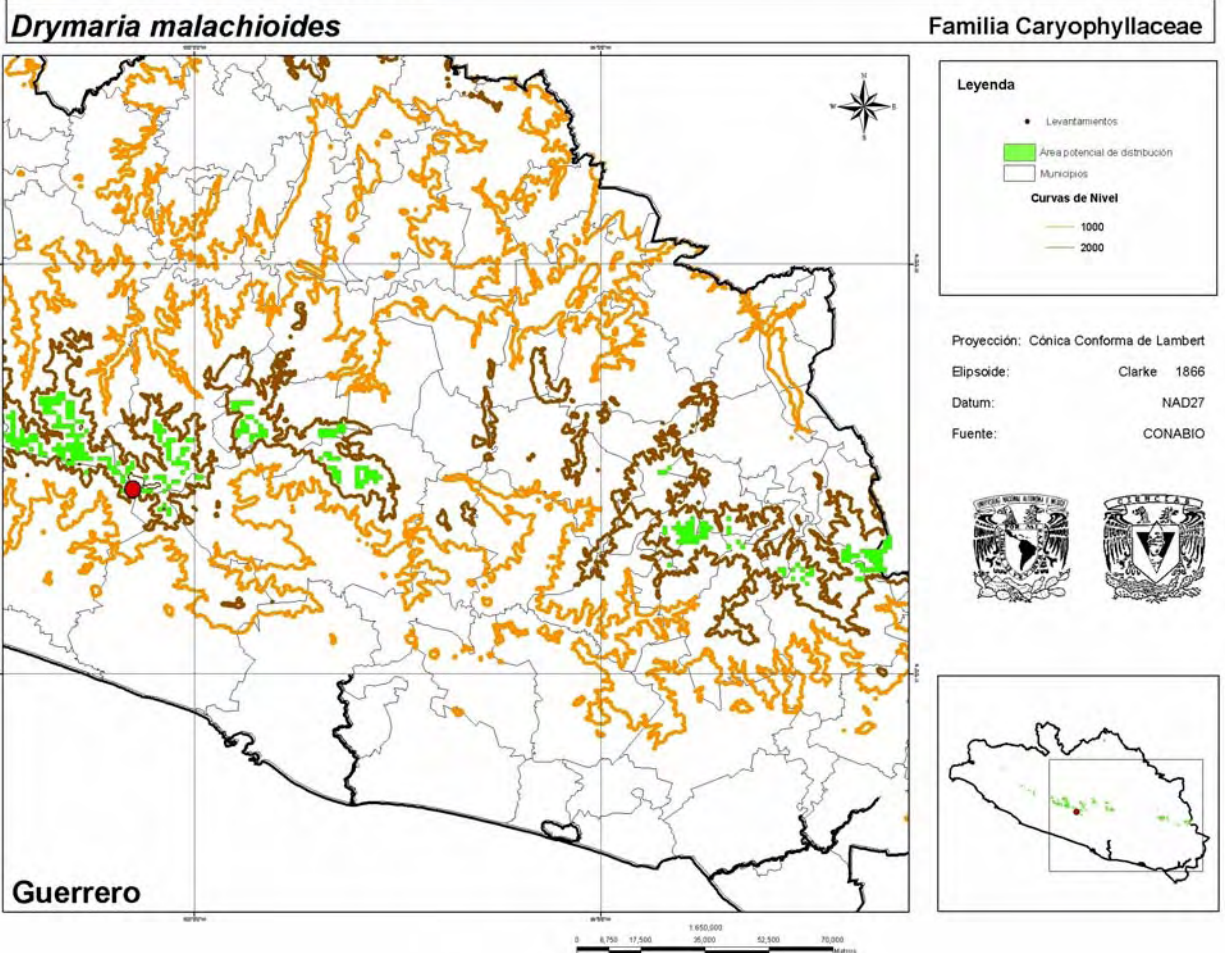 Drymaria malachioides
Familia Caryophyllaceae
Leyenda
Levantamientos
Área potencial de distribución
Municipios
Curvas de Nivel
1000
2000
Proyección: Cónica Conforma de Lambert
Elipsoide: Clarke 1866
Datum: NAD27
Fuente: CONABIO
N
W E
S
Guerrero
1:650,000
0 8,750 17,500 35,000 52,500 70,000
Metros